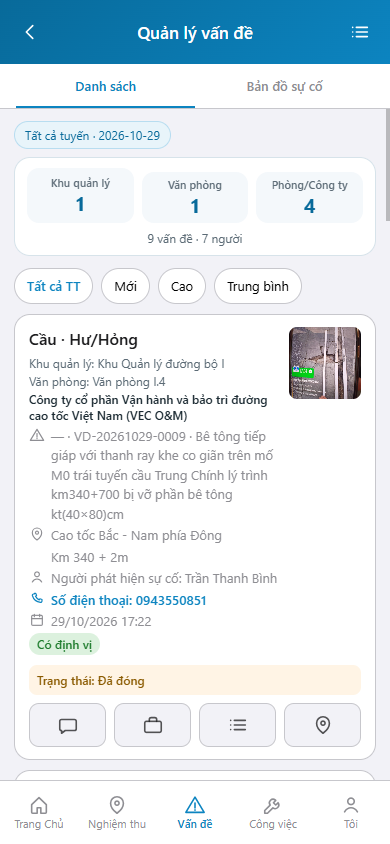 Quản lý vấn đề
Danh sách
Bản đồ sự cố
Tất cả tuyến · 2026-10-29
Khu quản lý
1
Văn phòng
1
Phòng/Công ty
4
9 vấn đề · 7 người
Tất cả TT
Mới
Cao
Trung bình
Cầu · Hư/Hỏng
Khu quản lý: Khu Quản lý đường bộ I
Văn phòng: Văn phòng I.4
Công ty cổ phần Vận hành và bảo trì đường
cao tốc Việt Nam (VEC O&M)
— · VD-20261029-0009 · Bê tông tiếp
giáp với thanh ray khe co giãn trên mố
M0 trái tuyến cầu Trung Chính lý trình
km340+700 bị vỡ phần bê tông
kt(40×80)cm
Cao tốc Bắc - Nam phía Đông
Km 340 + 2m
Người phát hiện sự cố: Trần Thanh Bình
Số điện thoại: 0943550851
29/10/2026 17:22
Có định vị
Trạng thái: Đã đóng
Trang Chủ
Nghiệm thu
Vấn đề
Công việc
Tôi